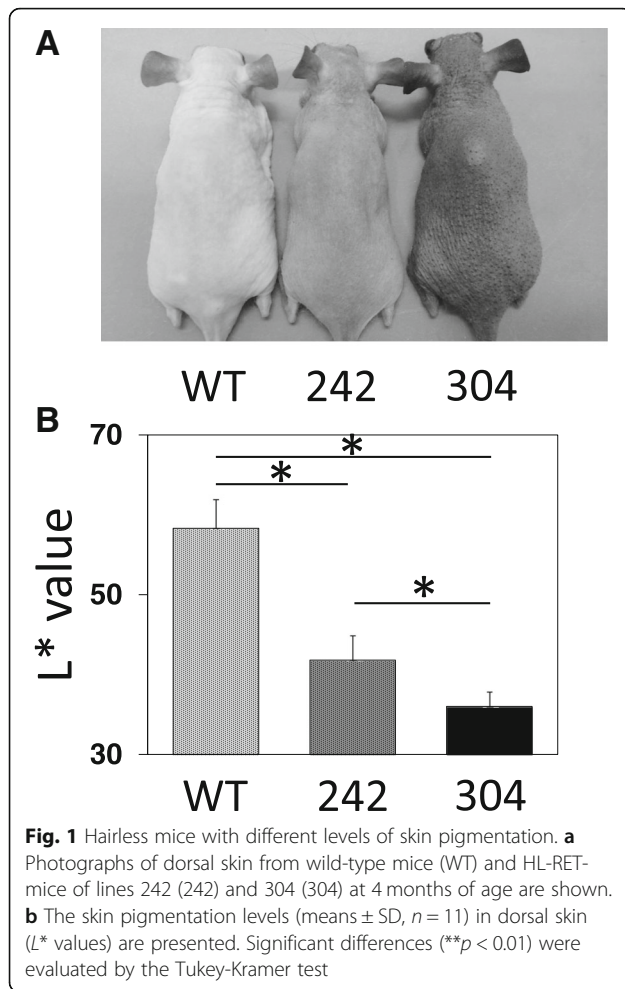 A
WT 242 304
B
70
50
30
L* value
*
*
*
WT 242 304
Fig. 1 Hairless mice with different levels of skin pigmentation. a
Photographs of dorsal skin from wild-type mice (WT) and HL-RET-
mice of lines 242 (242) and 304 (304) at 4 months of age are shown.
b The skin pigmentation levels (means ± SD, n = 11) in dorsal skin
(L* values) are presented. Significant differences (**p < 0.01) were
evaluated by the Tukey-Kramer test